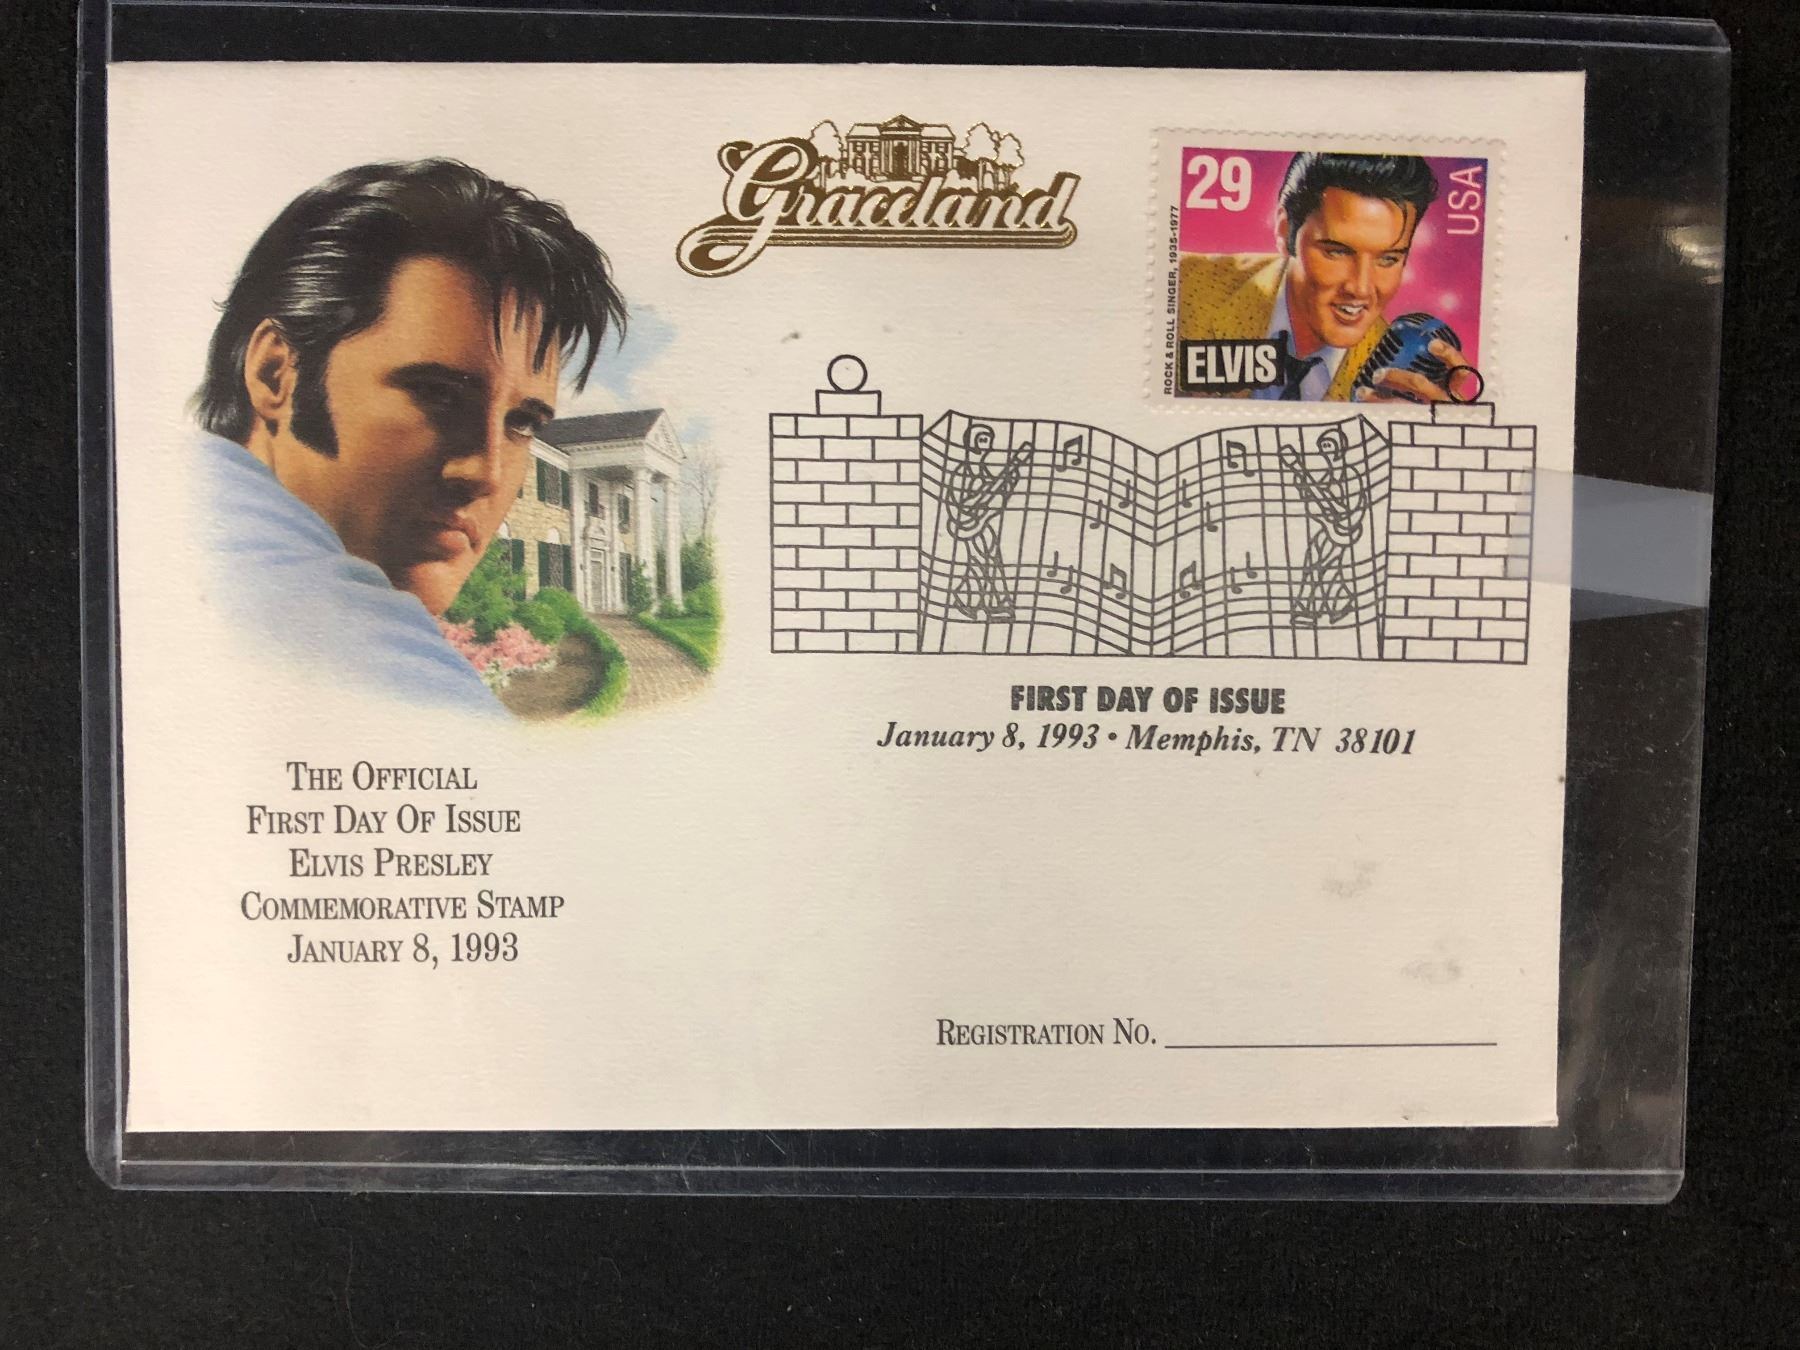 Graceland
29
USA
ROCK & ROLL SINGER, 1935-1977
ELVIS
FIRST DAY OF ISSUE
January 8, 1993 • Memphis, TN 38101
THE OFFICIAL
FIRST DAY OF ISSUE
ELVIS PRESLEY
COMMEMORATIVE STAMP
JANUARY 8, 1993
REGISTRATION NO.